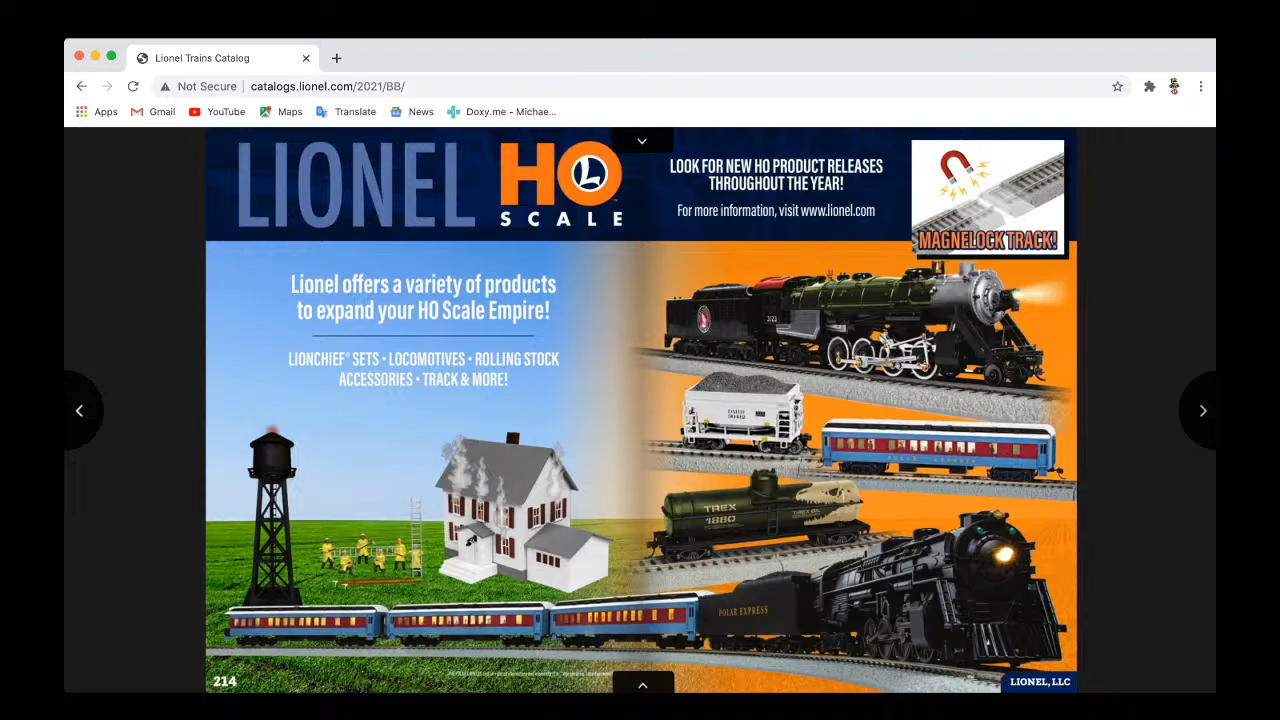 Lionel Trains Catalog
Not Secure | catalogs.lionel.com/2021/BB/
Apps
Gmail
YouTube
Maps
Translate
News
Doxy.me - Michae...
LIONEL HO
SCALE
LOOK FOR NEW HO PRODUCT RELEASES
THROUGHOUT THE YEAR!
For more information, visit www.lionel.com
MAGNELOCK TRACK!
Lionel offers a variety of products
to expand your HO Scale Empire!
LIONCHIEF® SETS • LOCOMOTIVES • ROLLING STOCK
ACCESSORIES • TRACK & MORE!
3123
POLAR EXPRESS
TREX
1880
POLAR EXPRESS
214
LIONEL, LLC